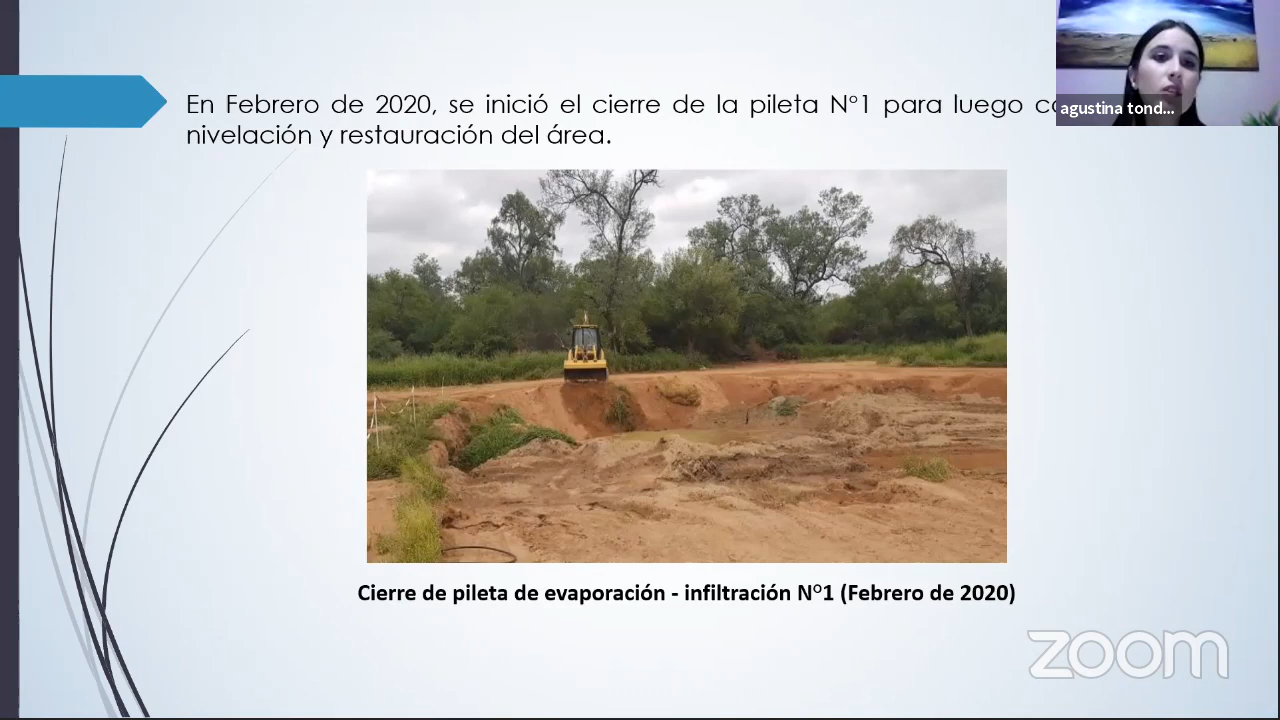 En Febrero de 2020, se inició el cierre de la pileta N°1 para luego
nivelación y restauración del área.
agustina tond...
Cierre de pileta de evaporación - infiltración N°1 (Febrero de 2020)
zoom